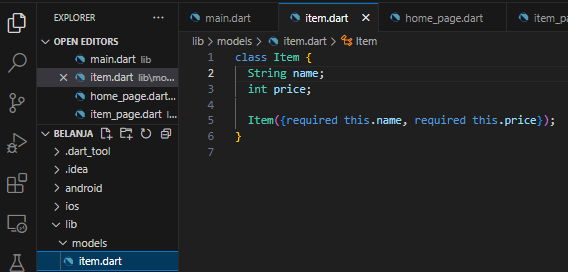 EXPLORER
OPEN EDITORS
main.dart lib
item.dart lib\mo...
home_page.dart...
item_page.dart l...
BELANJA
.dart_tool
.idea
android
ios
lib
models
item.dart
main.dart item.dart home_page.dart item_p
lib > models > item.dart > Item
1 class Item {
2 String name;
3 int price;
4
5 Item({required this.name, required this.price});
6 }
7